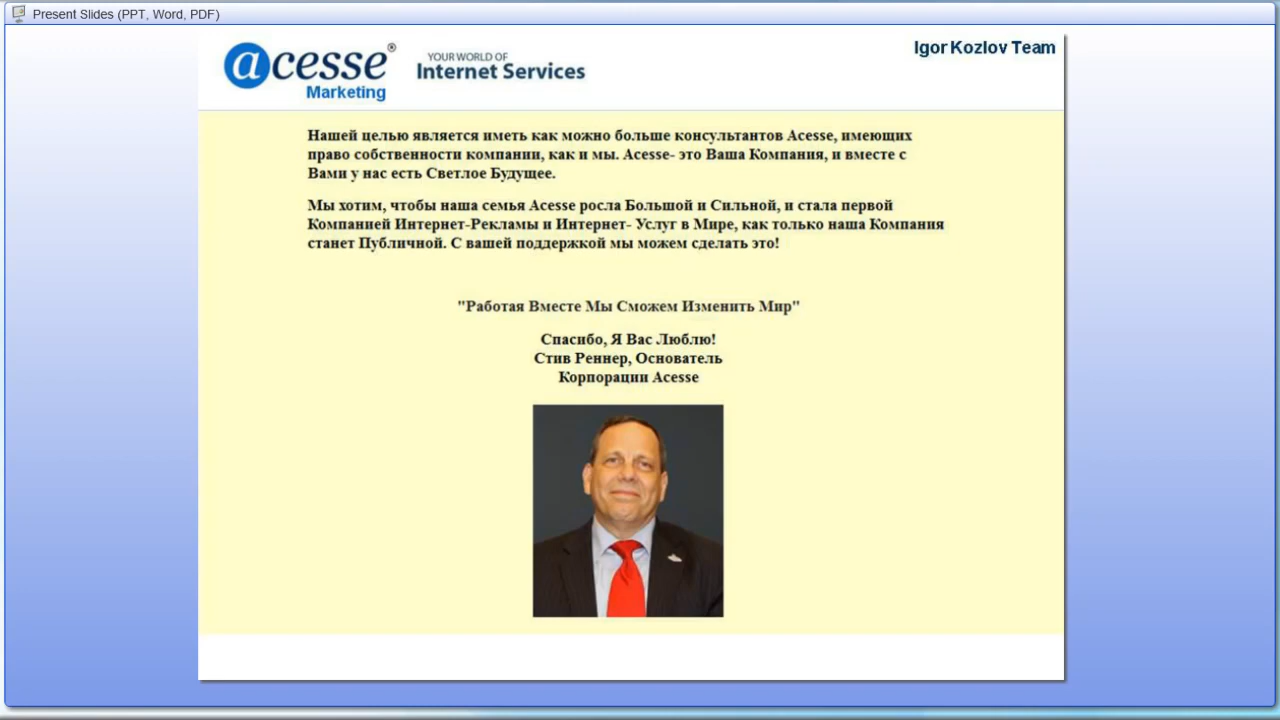 Present Slides (PPT, Word, PDF)
acesse®
Marketing
YOUR WORLD OF
Internet Services
Igor Kozlov Team
Нашей целью является иметь как можно больше консультантов Acesse, имеющих
право собственности компании, как и мы. Acesse- это Ваша Компания, и вместе с
Вами у нас есть Светлое Будущее.
Мы хотим, чтобы наша семья Acesse росла Большой и Сильной, и стала первой
Компанией Интернет-Рекламы и Интернет- Услуг в Мире, как только наша Компания
станет Публичной. С вашей поддержкой мы можем сделать это!
"Работая Вместе Мы Сможем Изменить Мир"
Спасибо, Я Вас Люблю!
Стив Реннер, Основатель
Корпорации Acesse